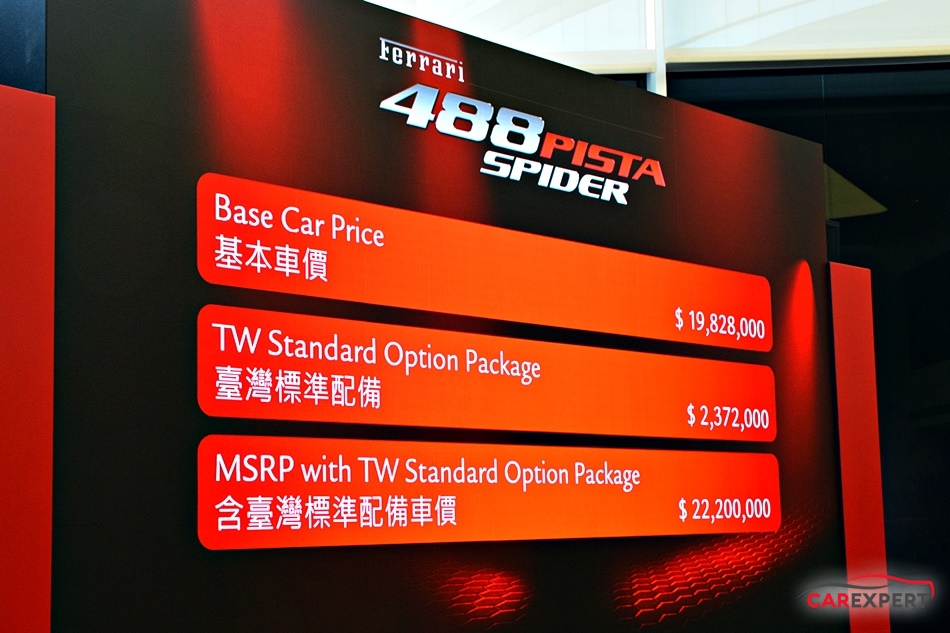 Ferrari
488 PISTA
SPIDER
Base Car Price
基本車價
$ 19,828,000
TW Standard Option Package
臺灣標準配備
$ 2,372,000
MSRP with TW Standard Option Package
含臺灣標準配備車價
$ 22,200,000
CAREXPERT